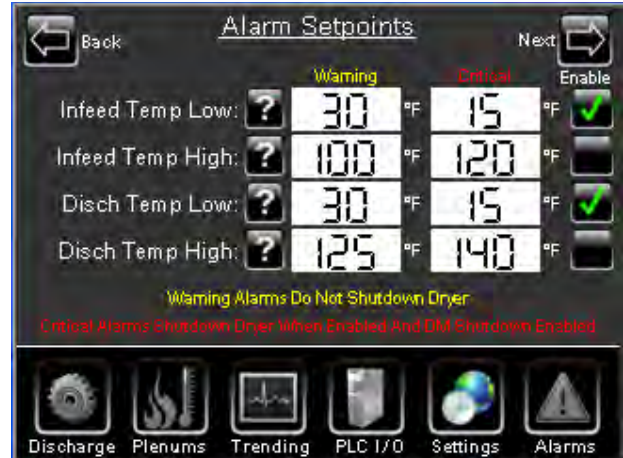 Alarm Setpoints
Back
Next
Warning Critical Enable
Infeed Temp Low: ? 30 °F 15 °F
Infeed Temp High: ? 100 °F 120 °F
Disch Temp Low: ? 30 °F 15 °F
Disch Temp High: ? 125 °F 140 °F
Warning Alarms Do Not Shutdown Dryer
Critical Alarms Shutdown Dryer When Enabled And DM Shutdown Enabled
Discharge Plenums Trending PLC I/O Settings Alarms